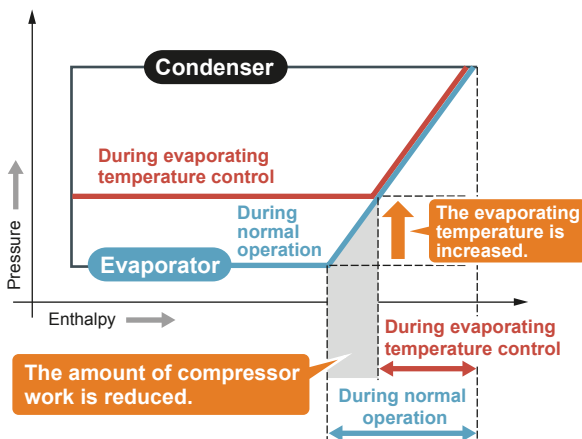 Condenser
During evaporating
temperature control
During
normal
operation
The evaporating
temperature is
increased.
Pressure
Evaporator
Enthalpy
During evaporating
temperature control
The amount of compressor
work is reduced.
During normal
operation